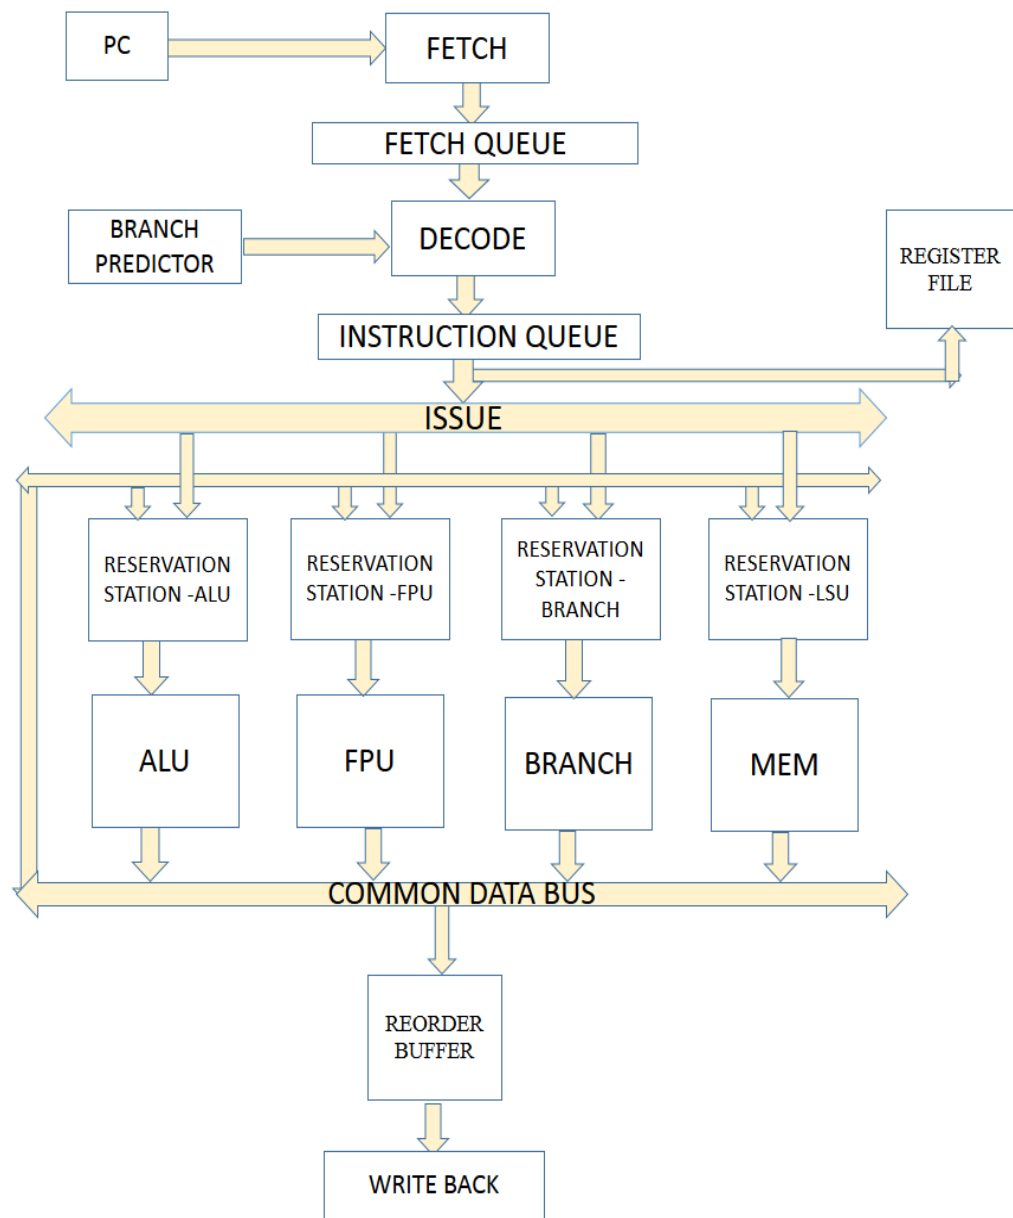 PC
FETCH
FETCH QUEUE
BRANCH
PREDICTOR
DECODE
REGISTER
FILE
INSTRUCTION QUEUE
ISSUE
RESERVATION
STATION -ALU
RESERVATION
STATION -FPU
RESERVATION
STATION -
BRANCH
RESERVATION
STATION -LSU
ALU
FPU
BRANCH
MEM
COMMON DATA BUS
REORDER
BUFFER
WRITE BACK